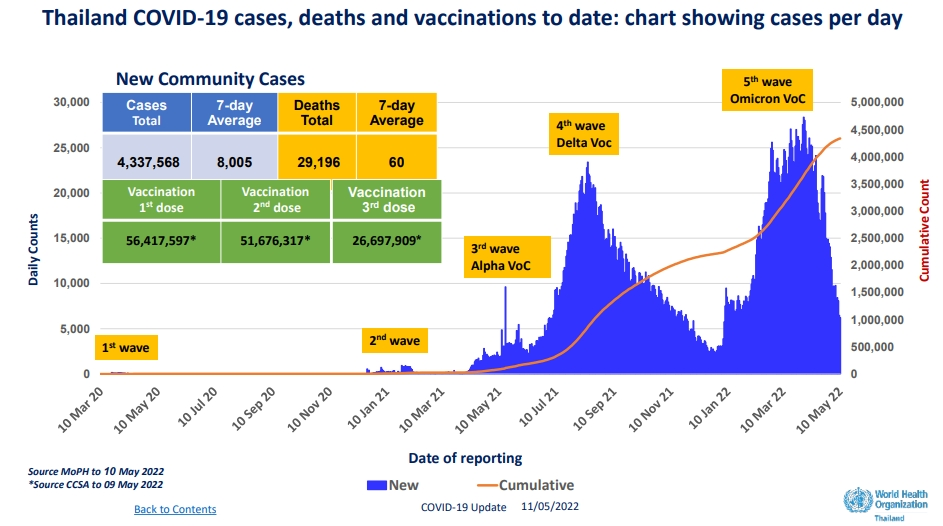 Thailand COVID-19 cases, deaths and vaccinations to date: chart showing cases per day
New Community Cases
Cases Total
7-day Average
Deaths Total
7-day Average
4,337,568
8,005
29,196
60
Vaccination 1st dose
Vaccination 2nd dose
Vaccination 3rd dose
56,417,597*
51,676,317*
26,697,909*
1st wave
2nd wave
3rd wave
Alpha VoC
4th wave
Delta Voc
5th wave
Omicron VoC
Daily Counts
30,000
25,000
20,000
15,000
10,000
5,000
0
5,000,000
4,500,000
4,000,000
3,500,000
3,000,000
2,500,000
2,000,000
1,500,000
1,000,000
500,000
0
Cumulative Count
10 Mar 20
10 May 20
10 Jul 20
10 Sep 20
10 Nov 20
10 Jan 21
10 Mar 21
10 May 21
10 Jul 21
10 Sep 21
10 Nov 21
10 Jan 22
10 Mar 22
10 May 22
Date of reporting
New
Cumulative
Source MoPH to 10 May 2022
*Source CCSA to 09 May 2022
Back to Contents
COVID-19 Update 11/05/2022
World Health
Organization
Thailand